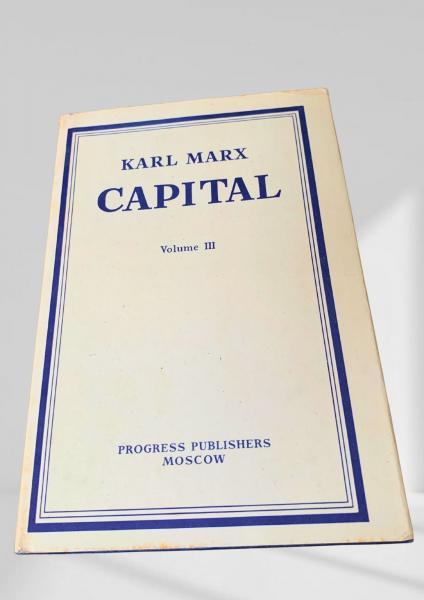 KARL MARX
CAPITAL
Volume III
PROGRESS PUBLISHERS
MOSCOW